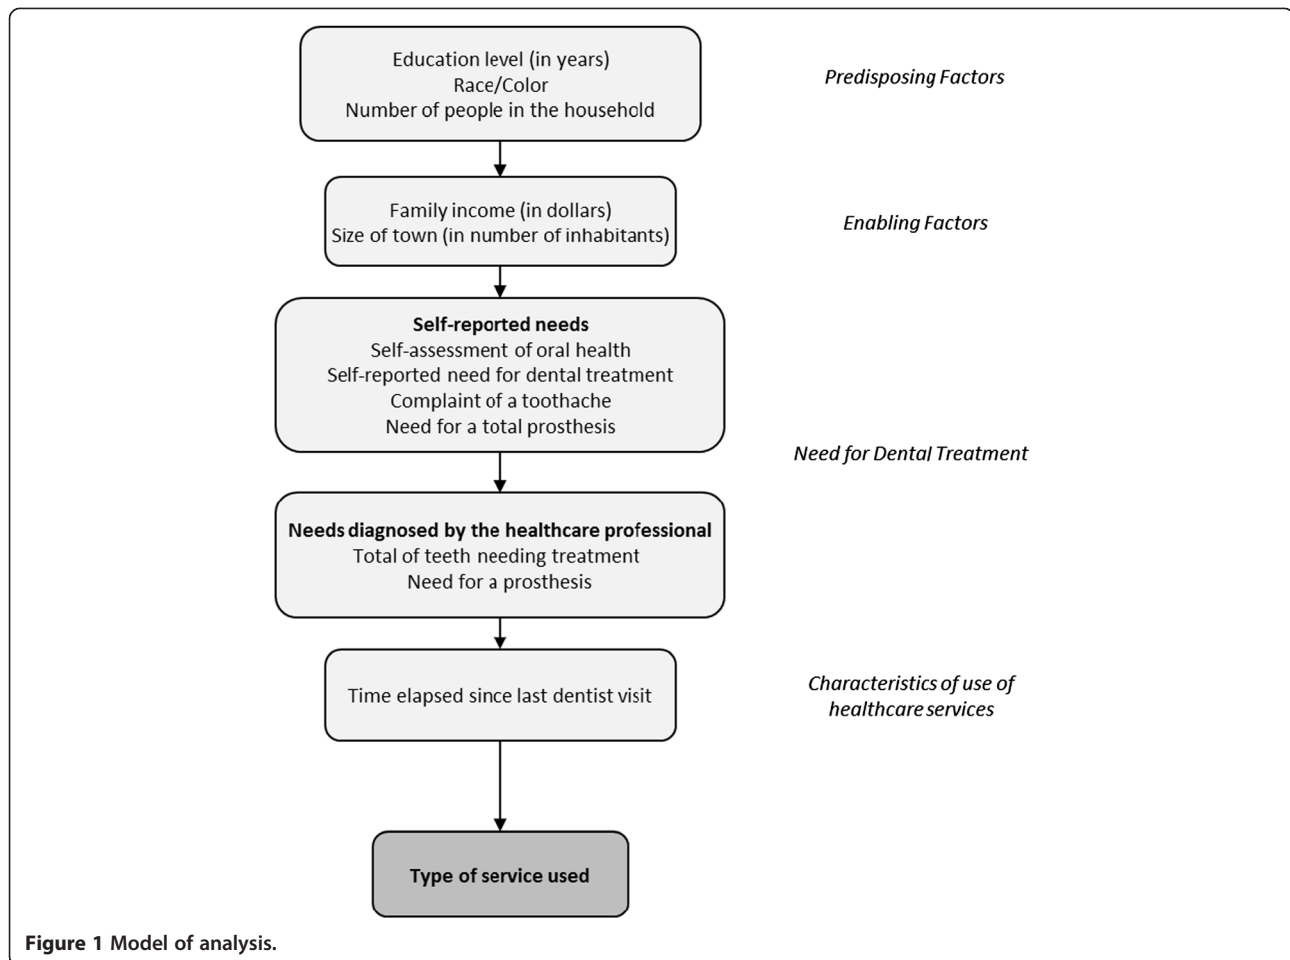 Education level (in years)
Race/Color
Number of people in the household
Predisposing Factors
Family income (in dollars)
Size of town (in number of inhabitants)
Enabling Factors
Self-reported needs
Self-assessment of oral health
Self-reported need for dental treatment
Complaint of a toothache
Need for a total prosthesis
Need for Dental Treatment
Needs diagnosed by the healthcare professional
Total of teeth needing treatment
Need for a prosthesis
Time elapsed since last dentist visit
Characteristics of use of
healthcare services
Type of service used
Figure 1 Model of analysis.